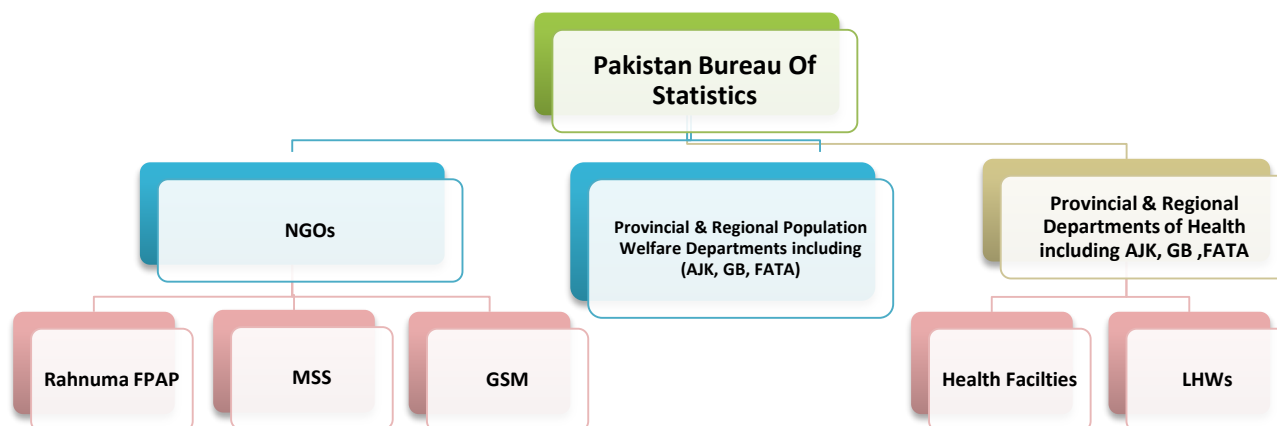 Pakistan Bureau Of
Statistics
NGOs
Provincial & Regional Population
Welfare Departments including
(AJK, GB, FATA)
Provincial & Regional
Departments of Health
including AJK, GB ,FATA
Rahnuma FPAP
MSS
GSM
Health Facilties
LHWs